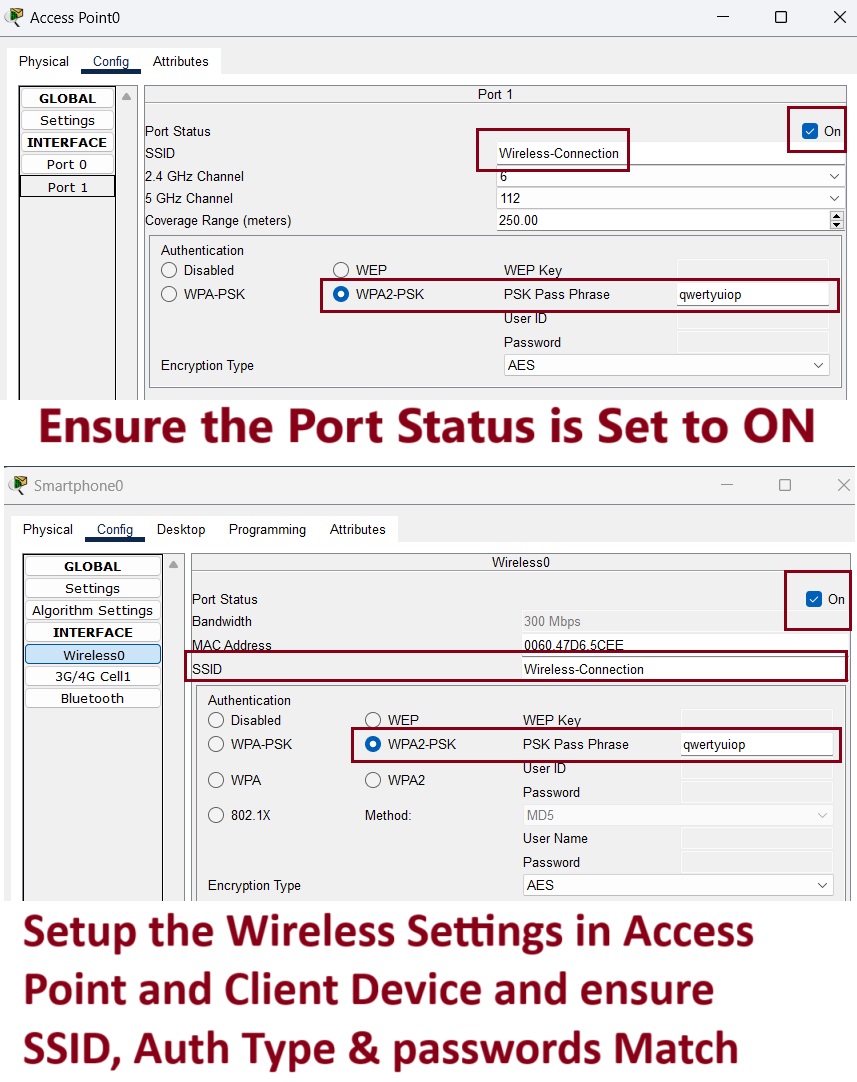 Access Point0
Physical Config Attributes
GLOBAL
Settings
INTERFACE
Port 0
Port 1
Port 1
Port Status On
SSID Wireless-Connection
2.4 GHz Channel 6
5 GHz Channel 112
Coverage Range (meters) 250.00
Authentication
Disabled WEP WEP Key
WPA-PSK WPA2-PSK PSK Pass Phrase qwertyuiop
User ID
Password
Encryption Type AES
Ensure the Port Status is Set to ON
Smartphone0
Physical Config Desktop Programming Attributes
GLOBAL
Settings
Algorithm Settings
INTERFACE
Wireless0
3G/4G Cell1
Bluetooth
Wireless0
Port Status On
Bandwidth 300 Mbps
MAC Address 0060.47D6.5CEE
SSID Wireless-Connection
Authentication
Disabled WEP WEP Key
WPA-PSK WPA2-PSK PSK Pass Phrase qwertyuiop
User ID
WPA WPA2
Password
802.1X Method: MD5
User Name
Password
Encryption Type AES
Setup the Wireless Settings in Access
Point and Client Device and ensure
SSID, Auth Type & passwords Match